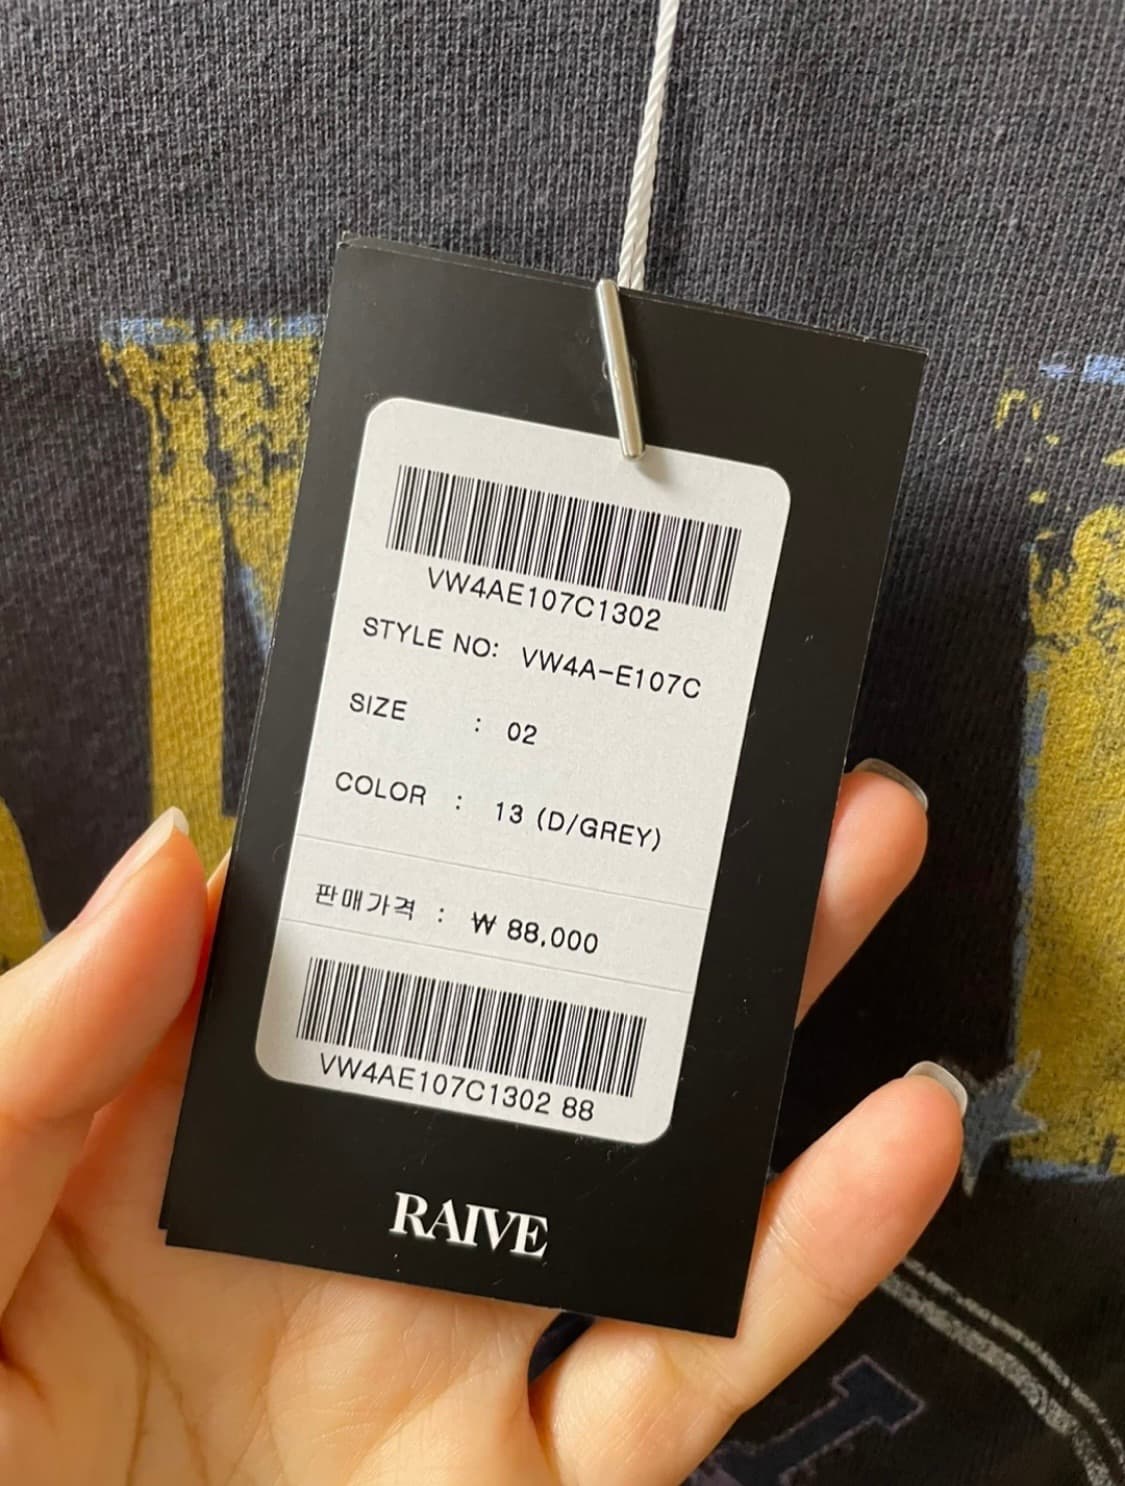 VW4AE107C1302
STYLE NO: VW4A-E107C
SIZE : 02
COLOR : 13 (D/GREY)
판매가격 : ₩ 88,000
VW4AE107C1302 88
RAIVE